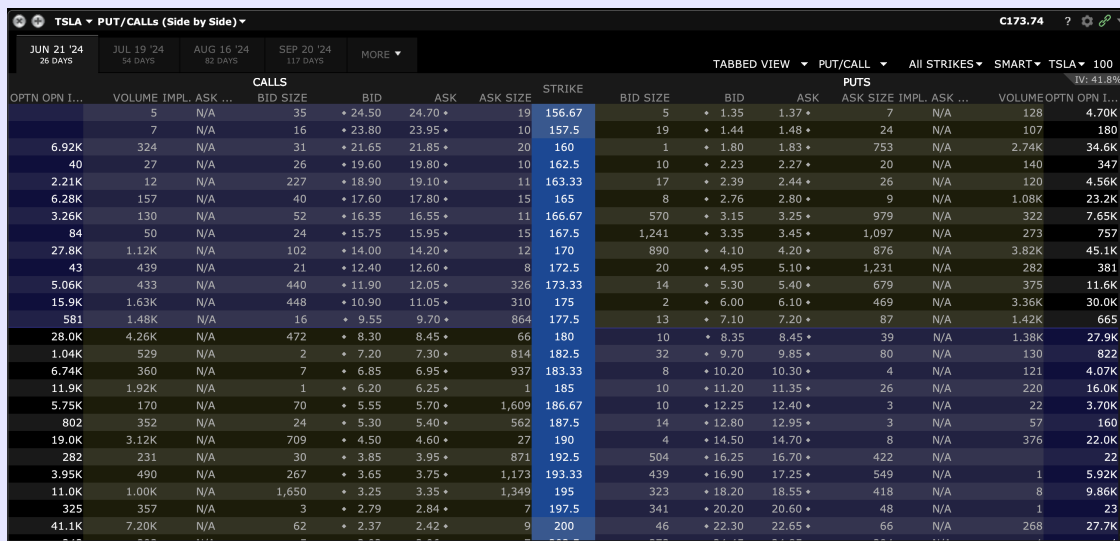 TSLA PUT/CALLs (Side by Side) C173.74 ?
JUN 21 '24 JUL 19 '24 AUG 16 '24 SEP 20 '24 MORE
26 DAYS 54 DAYS 82 DAYS 117 DAYS
TABBED VIEW PUT/CALL All STRIKES SMART TSLA 100
CALLS STRIKE PUTS IV: 41.8%
OPTN OPN I... VOLUME IMPL. ASK ... BID SIZE BID ASK ASK SIZE BID SIZE BID ASK ASK SIZE IMPL. ASK ... VOLUME OPTN OPN I...
5 N/A 35 24.50 24.70 19 156.67 5 1.35 1.37 7 N/A 128 4.70K
7 N/A 16 23.80 23.95 10 157.5 19 1.44 1.48 24 N/A 107 180
6.92K 324 N/A 31 21.65 21.85 20 160 1 1.80 1.83 753 N/A 2.74K 34.6K
40 27 N/A 26 19.60 19.80 10 162.5 10 2.23 2.27 20 N/A 140 347
2.21K 12 N/A 227 18.90 19.10 11 163.33 17 2.39 2.44 26 N/A 120 4.56K
6.28K 157 N/A 40 17.60 17.80 15 165 8 2.76 2.80 9 N/A 1.08K 23.2K
3.26K 130 N/A 52 16.35 16.55 11 166.67 570 3.15 3.25 979 N/A 322 7.65K
84 50 N/A 24 15.75 15.95 15 167.5 1,241 3.35 3.45 1,097 N/A 273 757
27.8K 1.12K N/A 102 14.00 14.20 12 170 890 4.10 4.20 876 N/A 3.82K 45.1K
43 439 N/A 21 12.40 12.60 8 172.5 20 4.95 5.10 1,231 N/A 282 381
5.06K 433 N/A 440 11.90 12.05 326 173.33 14 5.30 5.40 679 N/A 375 11.6K
15.9K 1.63K N/A 448 10.90 11.05 310 175 2 6.00 6.10 469 N/A 3.36K 30.0K
581 1.48K N/A 16 9.55 9.70 864 177.5 13 7.10 7.20 87 N/A 1.42K 665
28.0K 4.26K N/A 472 8.30 8.45 66 180 10 8.35 8.45 39 N/A 1.38K 27.9K
1.04K 529 N/A 2 7.20 7.30 814 182.5 32 9.70 9.85 80 N/A 130 822
6.74K 360 N/A 7 6.85 6.95 937 183.33 8 10.20 10.30 4 N/A 121 4.07K
11.9K 1.92K N/A 1 6.20 6.25 1 185 10 11.20 11.35 26 N/A 220 16.0K
5.75K 170 N/A 70 5.55 5.70 1,609 186.67 10 12.25 12.40 3 N/A 22 3.70K
802 352 N/A 24 5.30 5.40 562 187.5 14 12.80 12.95 3 N/A 57 160
19.0K 3.12K N/A 709 4.50 4.60 27 190 4 14.50 14.70 8 N/A 376 22.0K
282 231 N/A 30 3.85 3.95 871 192.5 504 16.25 16.70 422 N/A 22
3.95K 490 N/A 267 3.65 3.75 1,173 193.33 439 16.90 17.25 549 N/A 1 5.92K
11.0K 1.00K N/A 1,650 3.25 3.35 1,349 195 323 18.20 18.55 418 N/A 8 9.86K
325 357 N/A 3 2.79 2.84 7 197.5 341 20.20 20.60 48 N/A 1 23
41.1K 7.20K N/A 62 2.37 2.42 9 200 46 22.30 22.65 66 N/A 268 27.7K